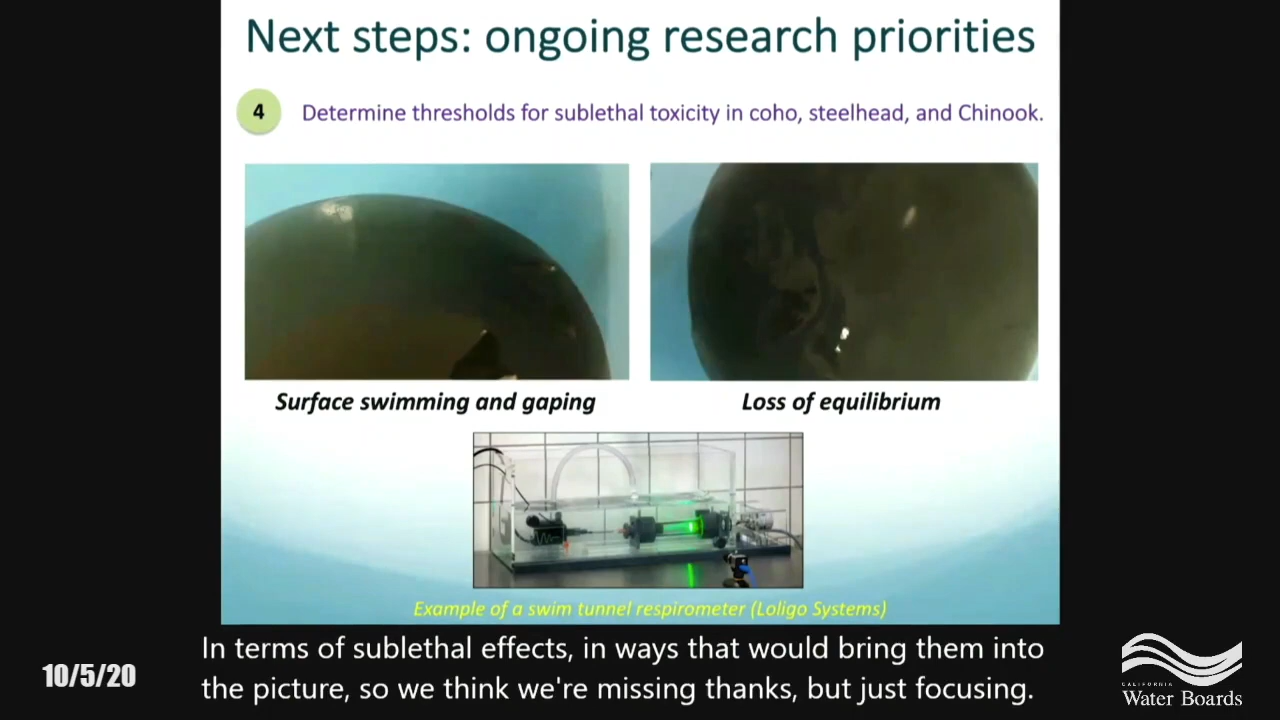 Next steps: ongoing research priorities
4
Determine thresholds for sublethal toxicity in coho, steelhead, and Chinook.
Surface swimming and gaping
Loss of equilibrium
Example of a swim tunnel respirometer (Loligo Systems)
In terms of sublethal effects, in ways that would bring them into
the picture, so we think we're missing thanks, but just focusing.
10/5/20
CALIFORNIA
Water Boards